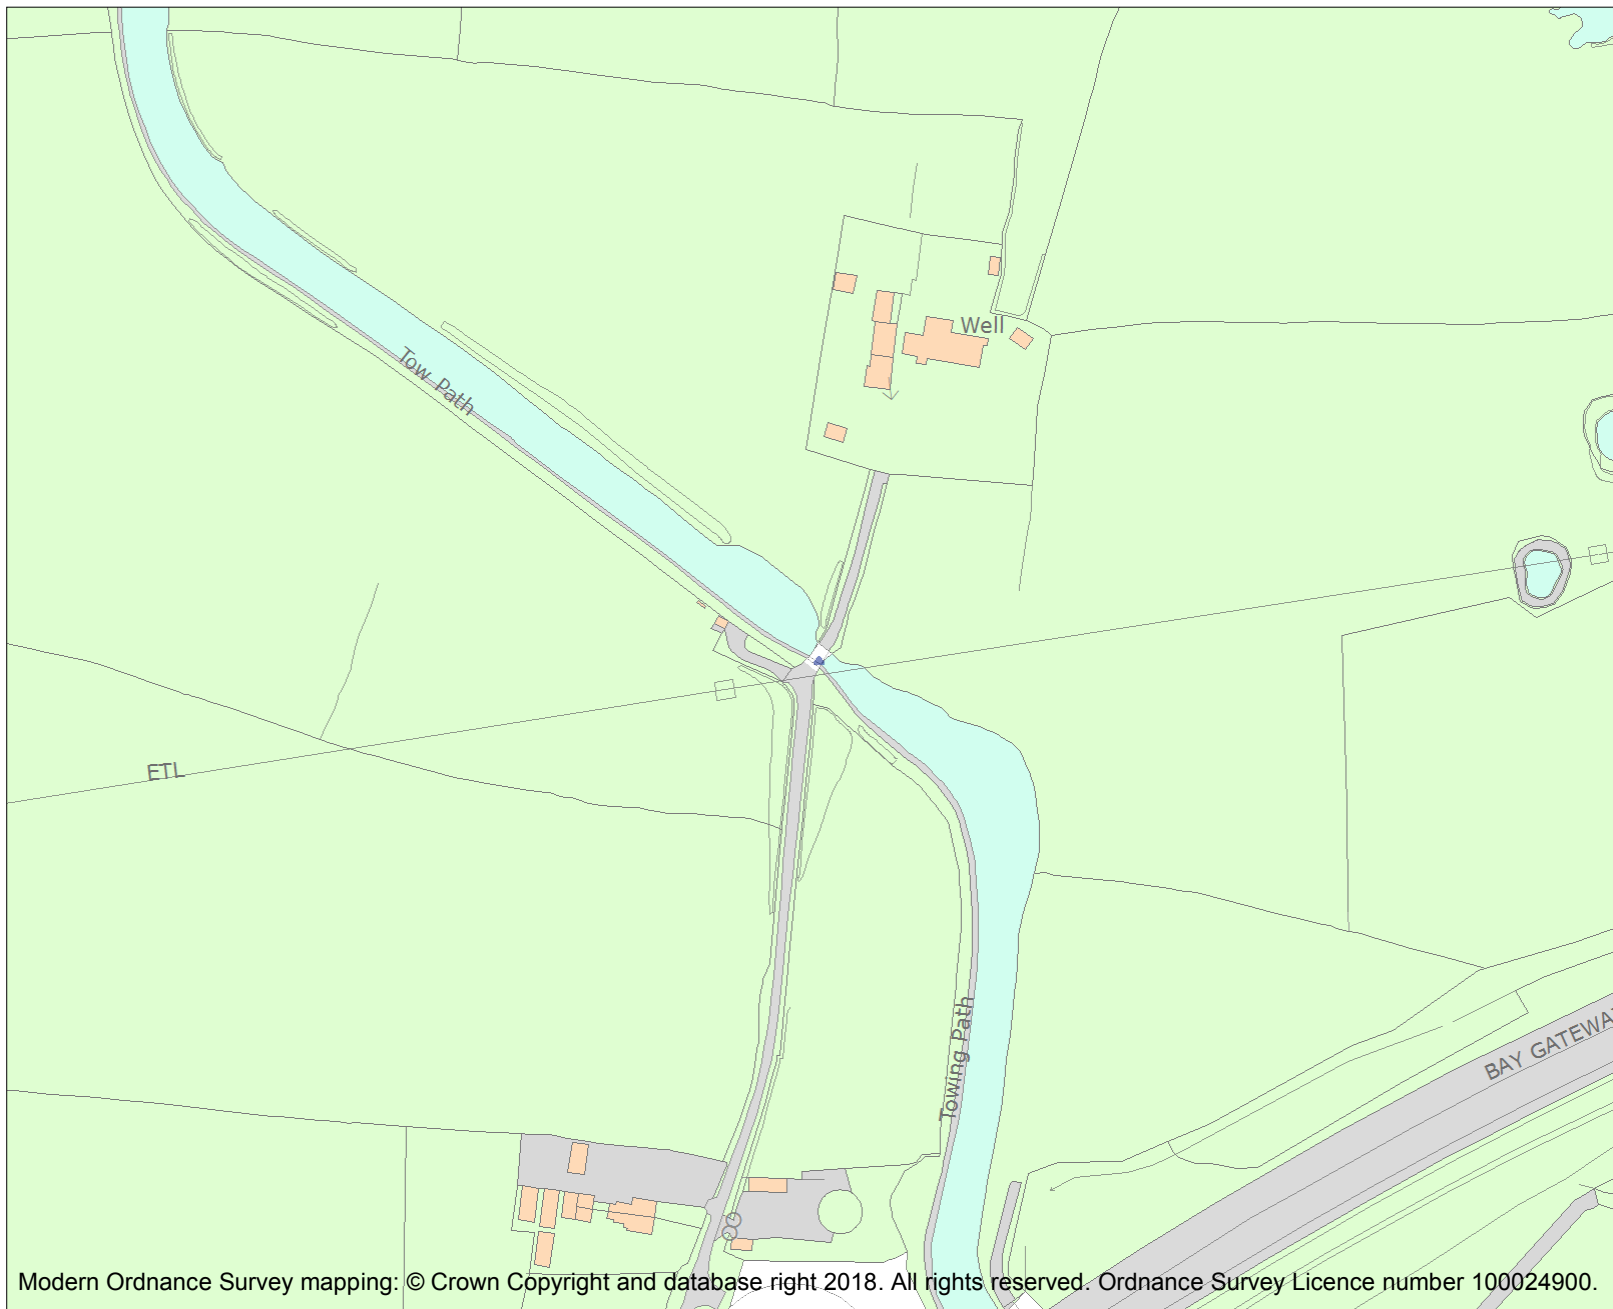 Well
Tow Path
ETL
Towing Path
BAY GATEWAY
Modern Ordnance Survey mapping: © Crown Copyright and database right 2018. All rights reserved. Ordnance Survey Licence number 100024900.